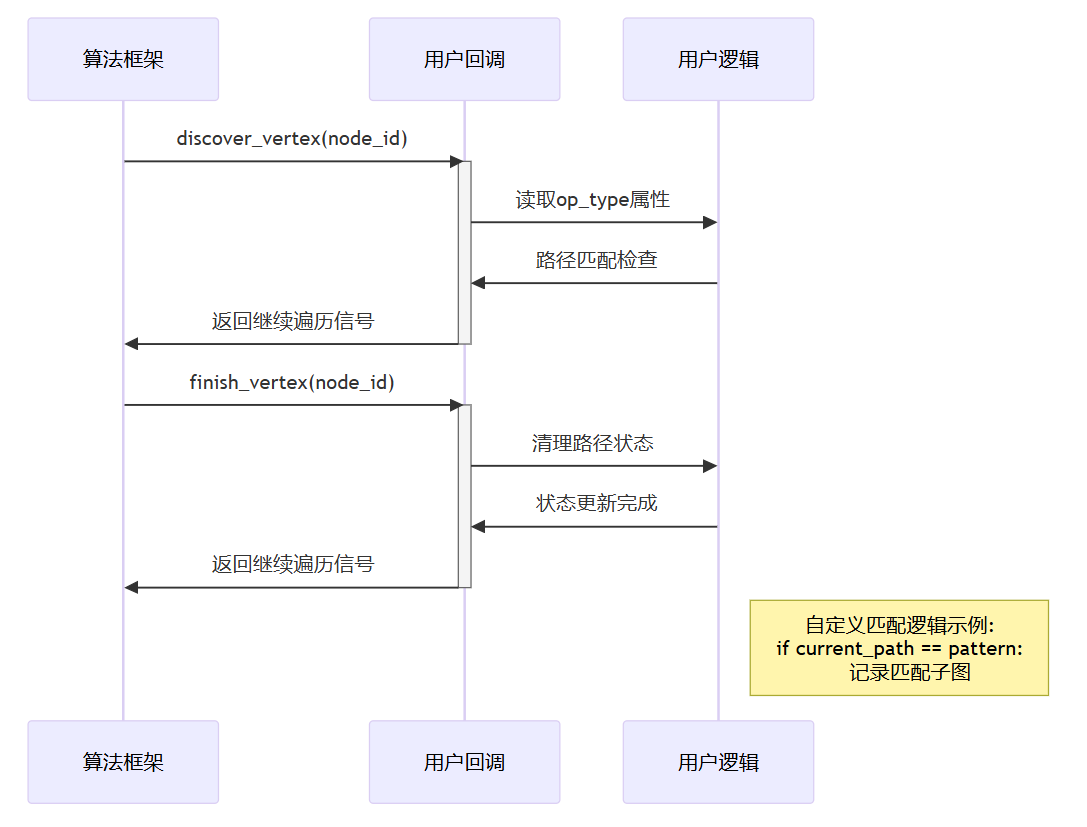 算法框架
用户回调
用户逻辑
discover_vertex(node_id)
读取op_type属性
路径匹配检查
返回继续遍历信号
finish_vertex(node_id)
清理路径状态
状态更新完成
返回继续遍历信号
自定义匹配逻辑示例:
if current_path == pattern:
记录匹配子图
算法框架
用户回调
用户逻辑